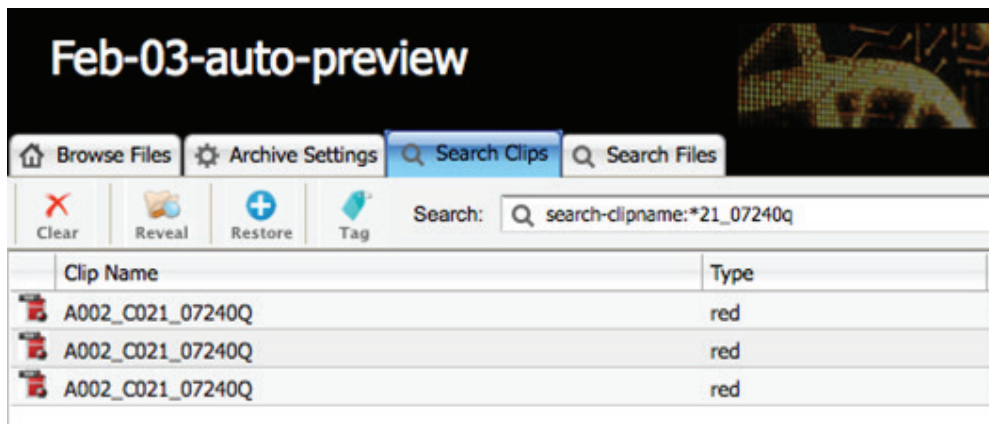 Feb-03-auto-preview
Browse Files Archive Settings Search Clips Search Files
Clear Reveal Restore Tag Search: search-clipname:*21_07240q
Clip Name Type
A002_C021_07240Q red
A002_C021_07240Q red
A002_C021_07240Q red